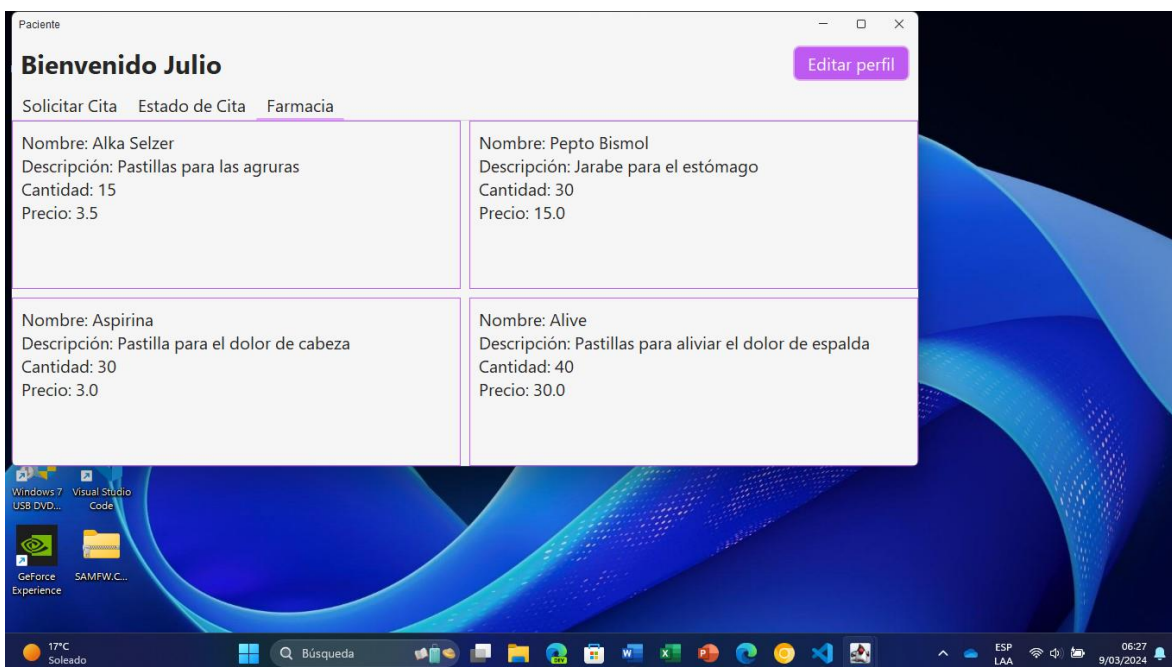 Paciente
Bienvenido Julio
Editar perfil
Solicitar Cita Estado de Cita Farmacia
Nombre: Alka Selzer
Descripción: Pastillas para las agruras
Cantidad: 15
Precio: 3.5
Nombre: Pepto Bismol
Descripción: Jarabe para el estómago
Cantidad: 30
Precio: 15.0
Nombre: Aspirina
Descripción: Pastilla para el dolor de cabeza
Cantidad: 30
Precio: 3.0
Nombre: Alive
Descripción: Pastillas para aliviar el dolor de espalda
Cantidad: 40
Precio: 30.0
Windows 7
USB DVD...
Visual Studio
Code
GeForce
Experience
SAMFW.C...
17°C
Soleado
Búsqueda
DEV
ESP
LAA
06:27
9/03/2024